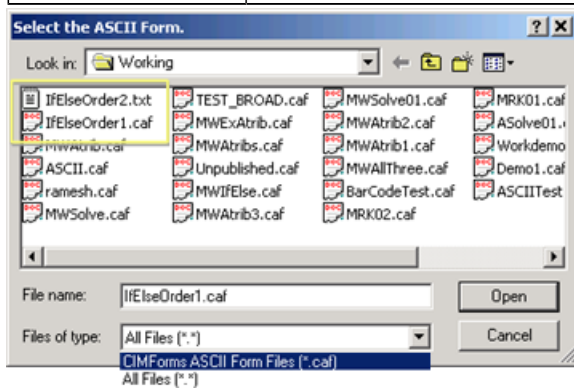 Select the ASCII Form.
Look in: Working
IfElseOrder2.txt TEST_BROAD.caf MWSolve01.caf MRK01.caf
IfElseOrder1.caf MWExAtrib.caf MWAtrib2.caf ASolve01.
MWAtrib.caf MWAtribs.caf MWAtrib1.caf Workdemo
ASCII.caf Unpublished.caf MWAllThree.caf Demo1.caf
ramesh.caf MWIfElse.caf BarCodeTest.caf ASCIITest
MWSolve.caf MWAtrib3.caf MRK02.caf
File name: IfElseOrder1.caf Open
Files of type: All Files (*.*) Cancel
CIMForms ASCII Form Files (*.caf)
All Files (*.*)